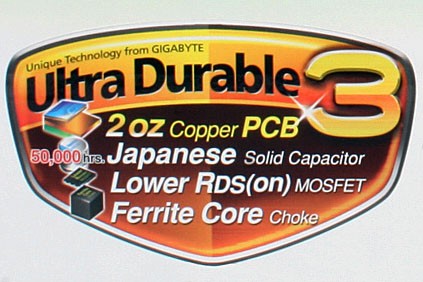 Unique Technology from GIGABYTE
Ultra Durable 3
2 oz Copper PCB
50,000 hrs. Japanese Solid Capacitor
Lower RDS(on) MOSFET
Ferrite Core Choke